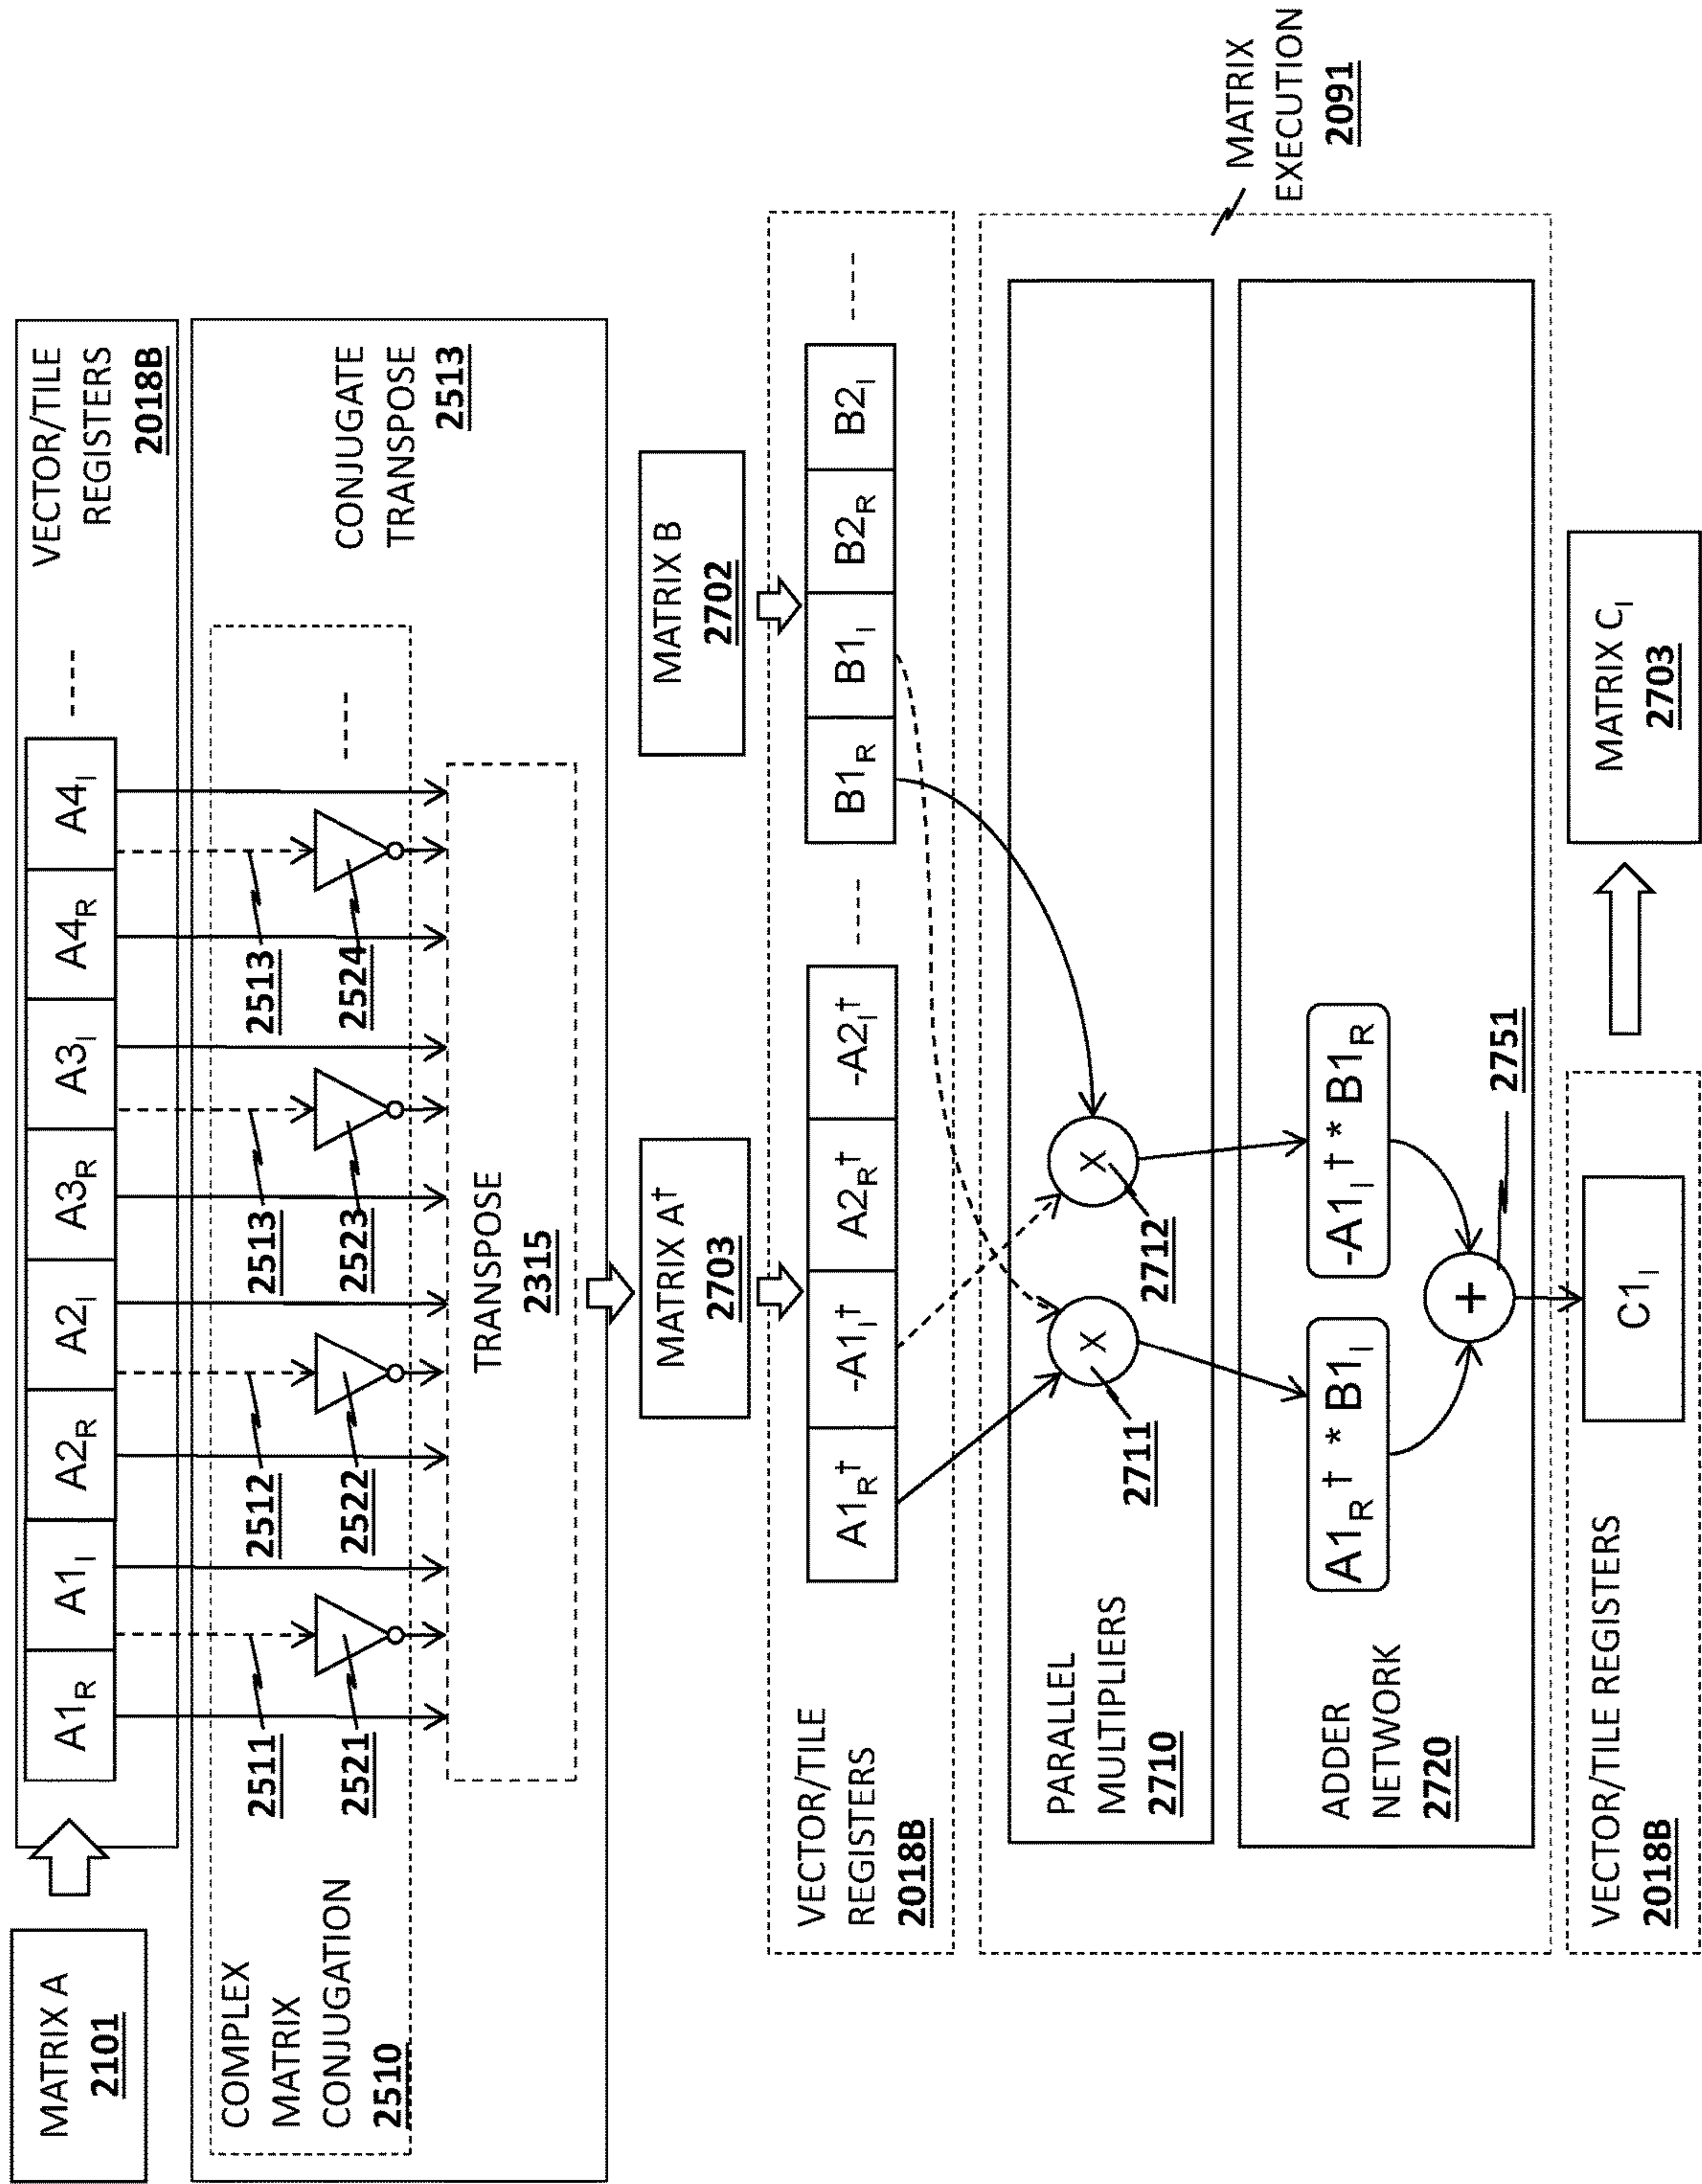 MATRIX A
2101
VECTOR/TILE
REGISTERS
2018B
A1R
A1I
A2R
A2I
A3R
A3I
A4R
A4I
COMPLEX
MATRIX
CONJUGATION
2510
CONJUGATE
TRANSPOSE
2513
2511
2521
2512
2522
2513
2523
2513
2524
TRANSPOSE
2315
MATRIX A†
2703
MATRIX B
2702
VECTOR/TILE
REGISTERS
2018B
A1R†
-A1I†
A2R†
-A2I†
B1R
B1I
B2R
B2I
PARALLEL
MULTIPLIERS
2710
X
2711
X
2712
MATRIX
EXECUTION
2091
ADDER
NETWORK
2720
A1R† * B1I
-A1I† * B1R
+
2751
VECTOR/TILE REGISTERS
2018B
C1I
MATRIX CI
2703